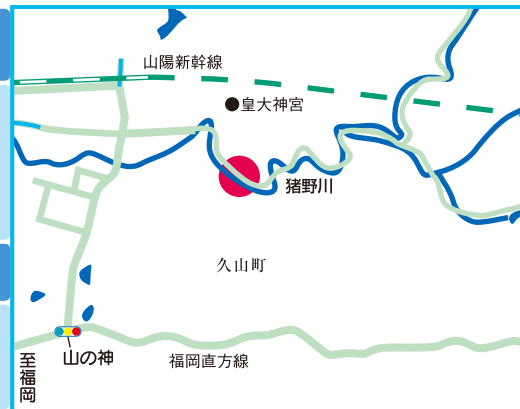 山陽新幹線
皇大神宮
猪野川
久山町
山の神
福岡直方線
至福岡